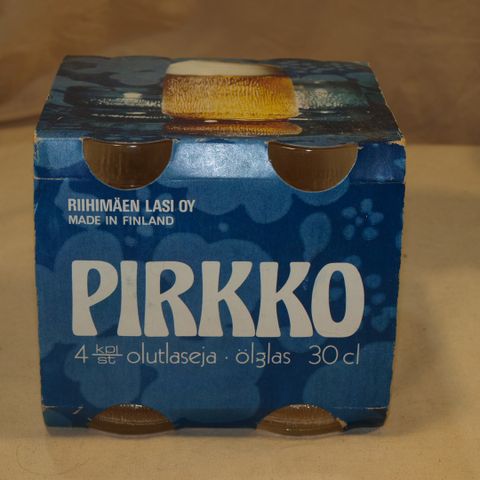 RIIHIMÄEN LASI OY
MADE IN FINLAND
PIRKKO
4 kpl/st olutlaseja · ölglas 30 cl